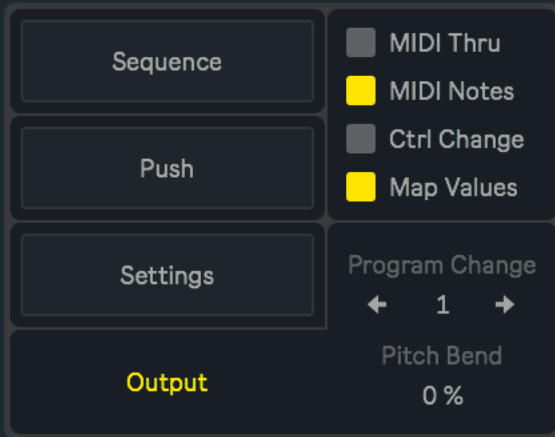 Sequence
Push
Settings
Output
MIDI Thru
MIDI Notes
Ctrl Change
Map Values
Program Change
1
Pitch Bend
0 %